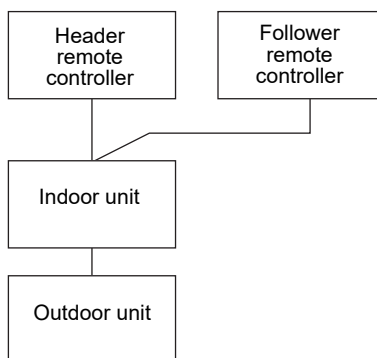 Header
remote
controller
Follower
remote
controller
Indoor unit
Outdoor unit